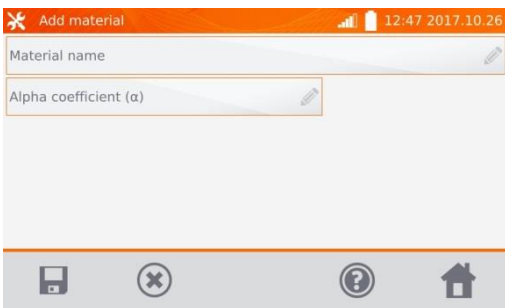 Add material 12:47 2017.10.26
Material name
Alpha coefficient (α)